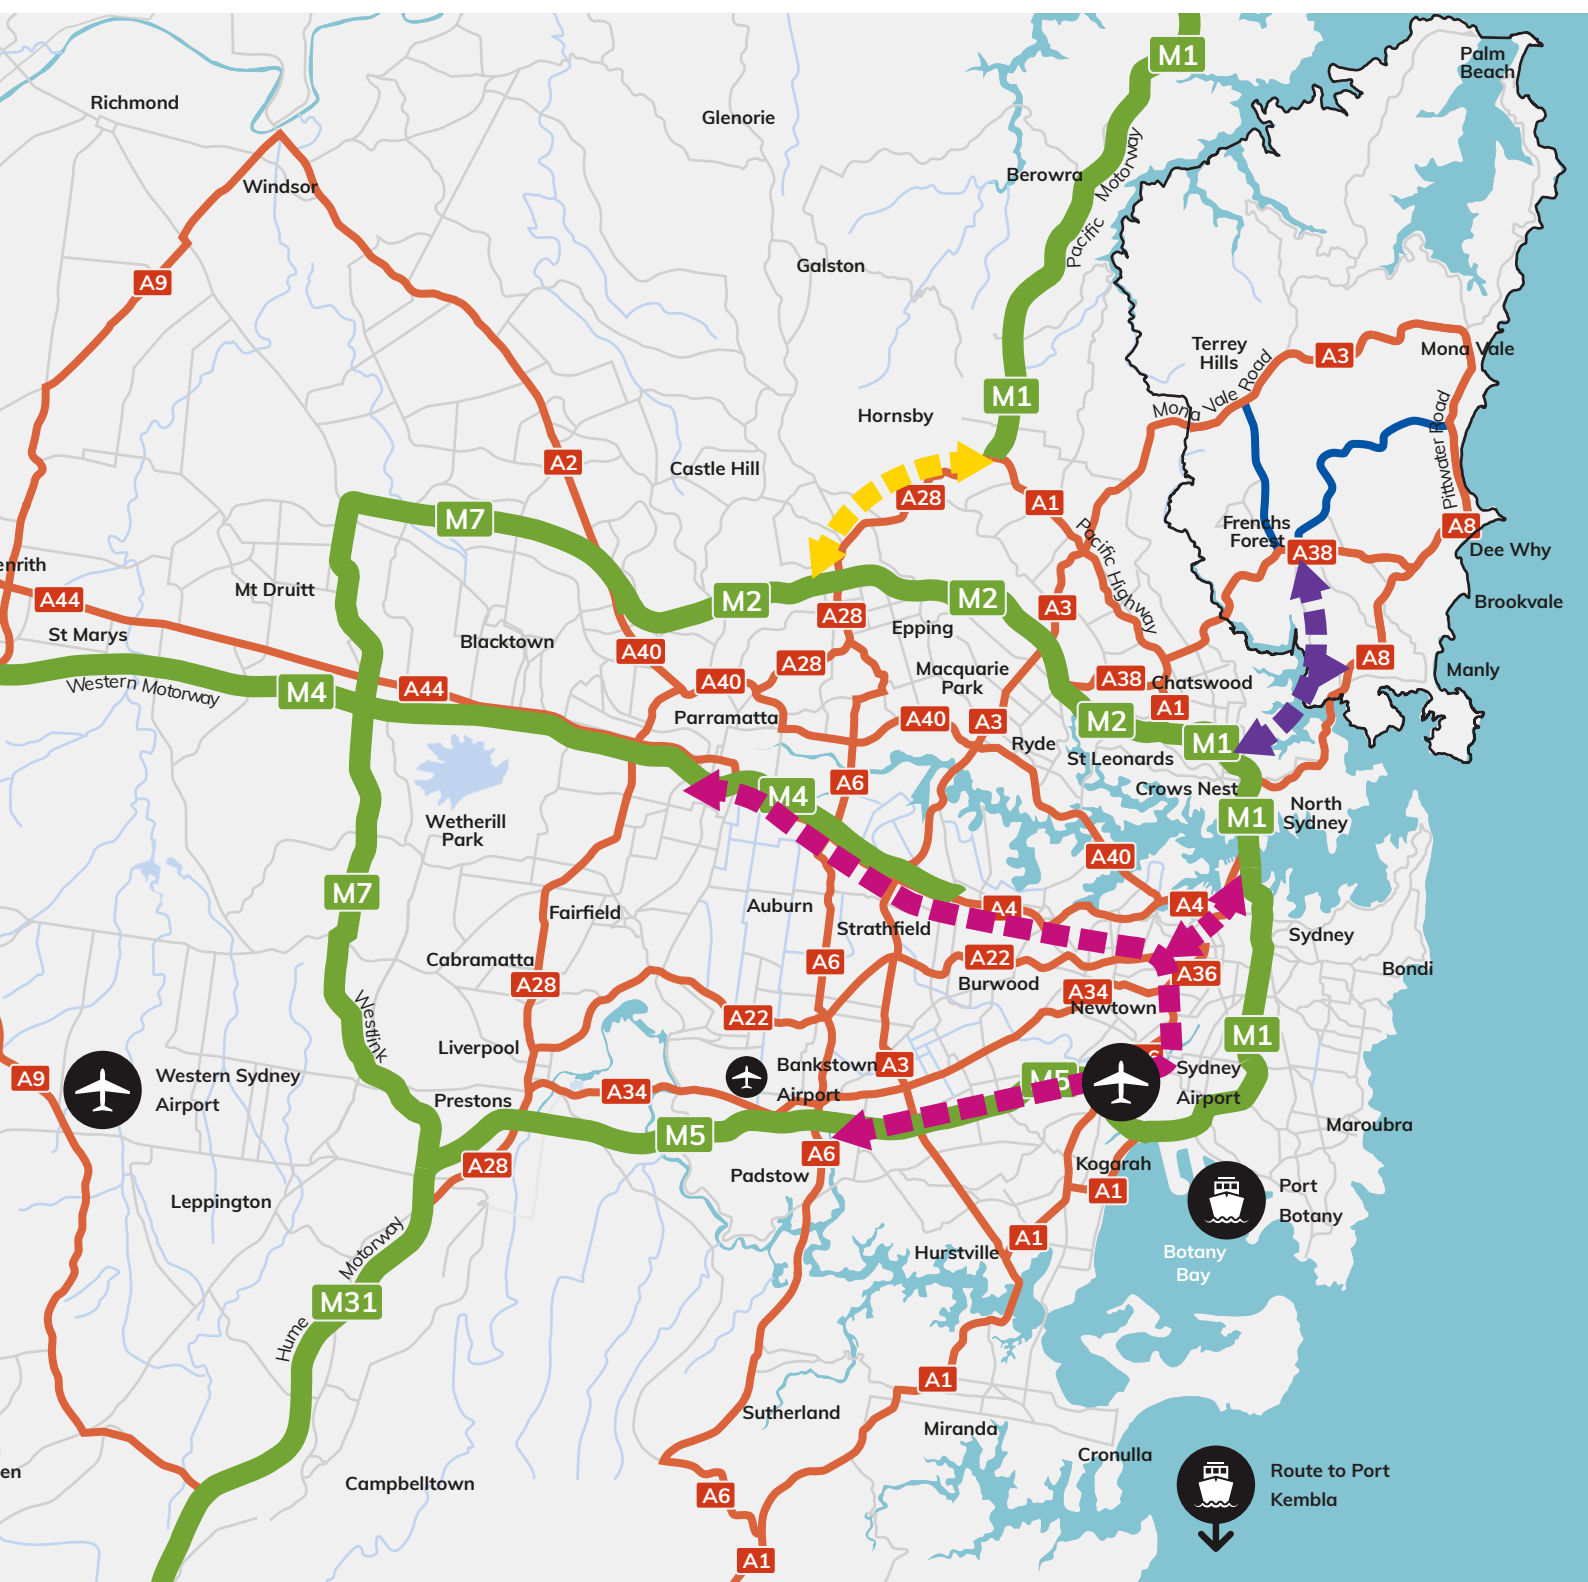 M1
Palm
Beach
Richmond
Glenorie
Pacific Motorway
Berowra
Windsor
Galston
A9
Terrey
Hills
A3
Mona Vale
M1
Mona Vale Road
Hornsby
Pittwater Road
A2
Castle Hill
A28
A1
M7
Pacific Highway
Frenchs
Forest
A38
A8
Dee Why
enrith
Mt Druitt
A44
M2
M2
A28
A3
Brookvale
St Marys
Blacktown
A40
Epping
A28
A40
Macquarie
Park
A38
Chatswood
A8
Manly
Western Motorway
M4
A44
Parramatta
A40
A3
A1
M2
M1
Ryde
St Leonards
A6
Crows Nest
M4
North
Sydney
M1
Wetherill
Park
A40
M7
Fairfield
Auburn
A4
A4
Strathfield
Sydney
Cabramatta
A6
A22
Bondi
A28
Burwood
A36
A34
Newtown
Westlink
A22
M1
Liverpool
Bankstown
Airport
A3
6
Sydney
Airport
A9
Western Sydney
Airport
M5
A34
Prestons
M5
Maroubra
A6
A28
Padstow
Kogarah
A1
Port
Botany
Leppington
Hurstville
A1
Botany
Bay
Hume Motorway
M31
A1
Sutherland
Miranda
Cronulla
en
Campbelltown
A6
Route to Port
Kembla
A1